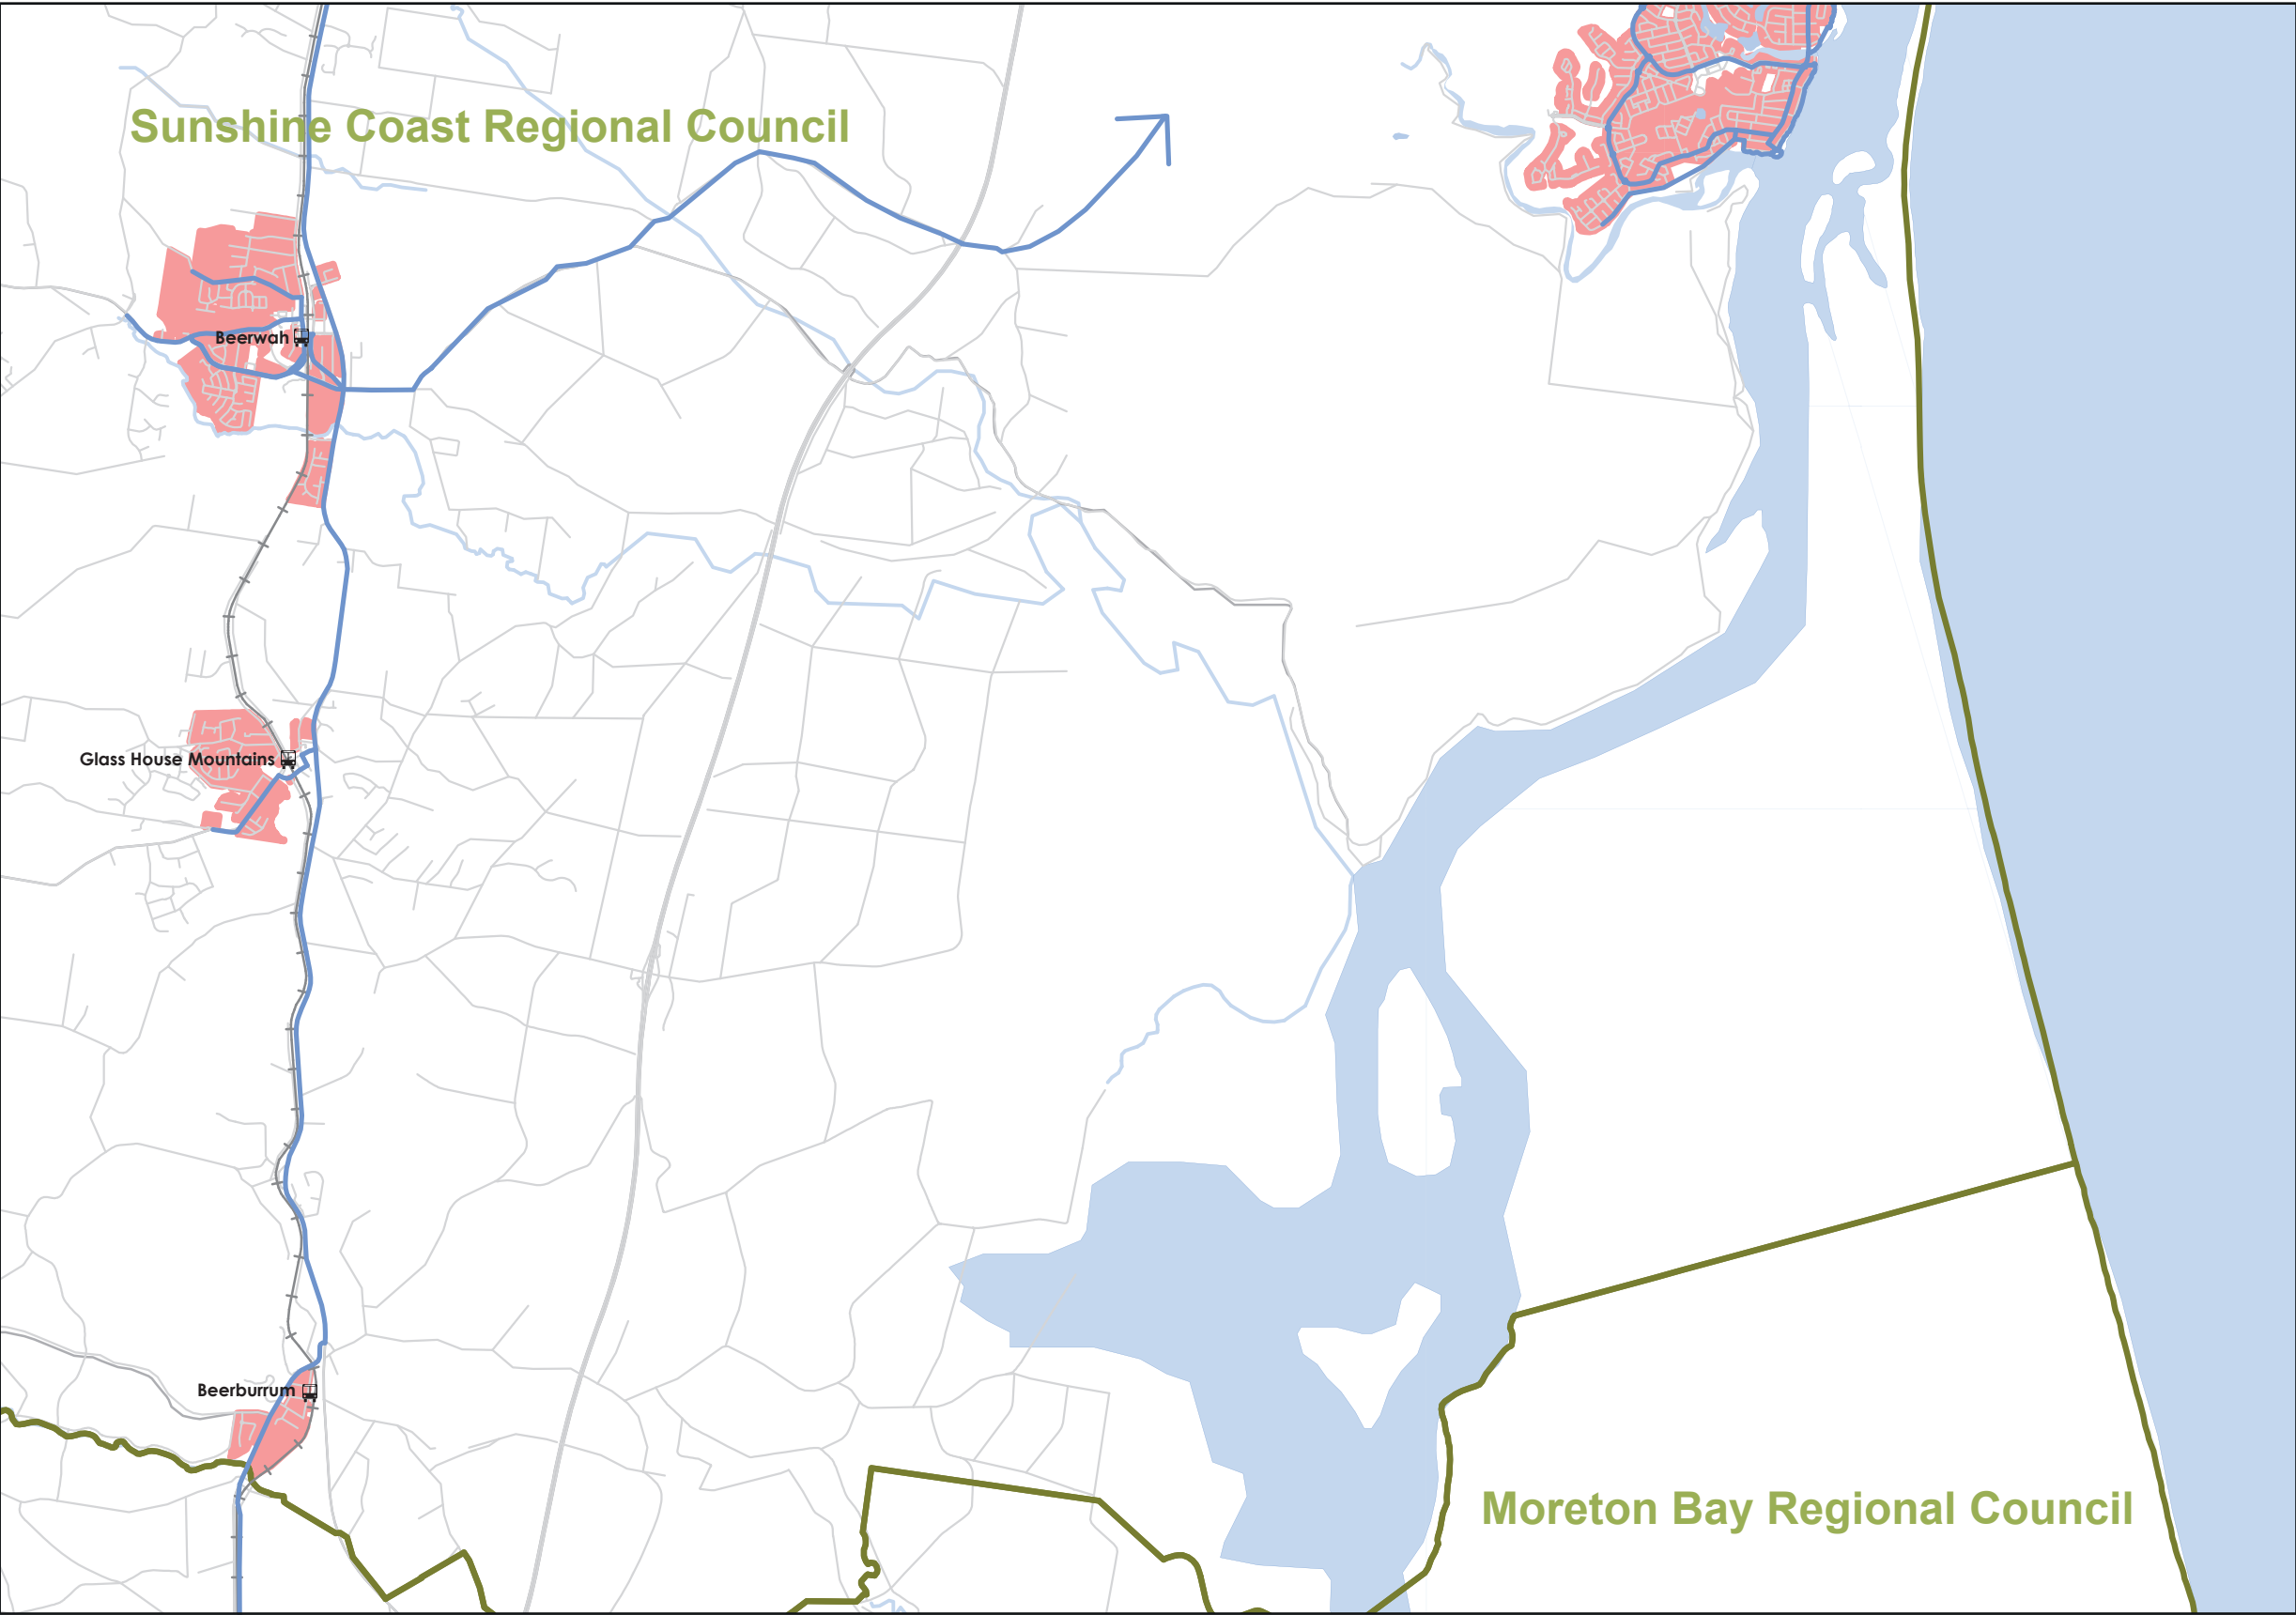 Sunshine Coast Regional Council
Beerwah
Glass House Mountains
Beerburrum
Moreton Bay Regional Council